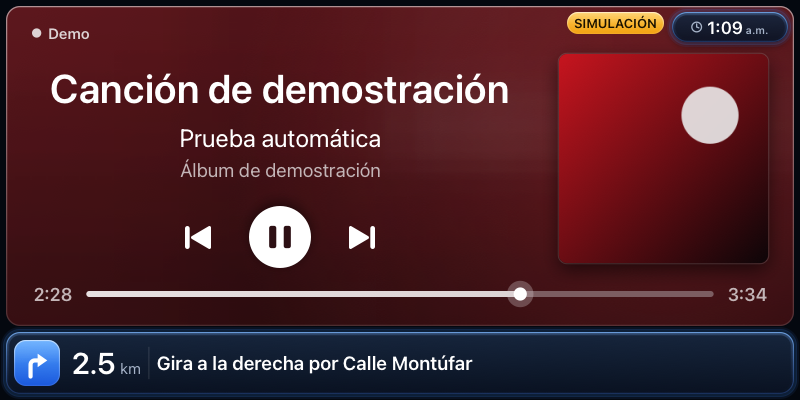 Demo
SIMULACIÓN
1:09 a.m.
Canción de demostración
Prueba automática
Álbum de demostración
2:28
3:34
2.5 km
Gira a la derecha por Calle Montúfar